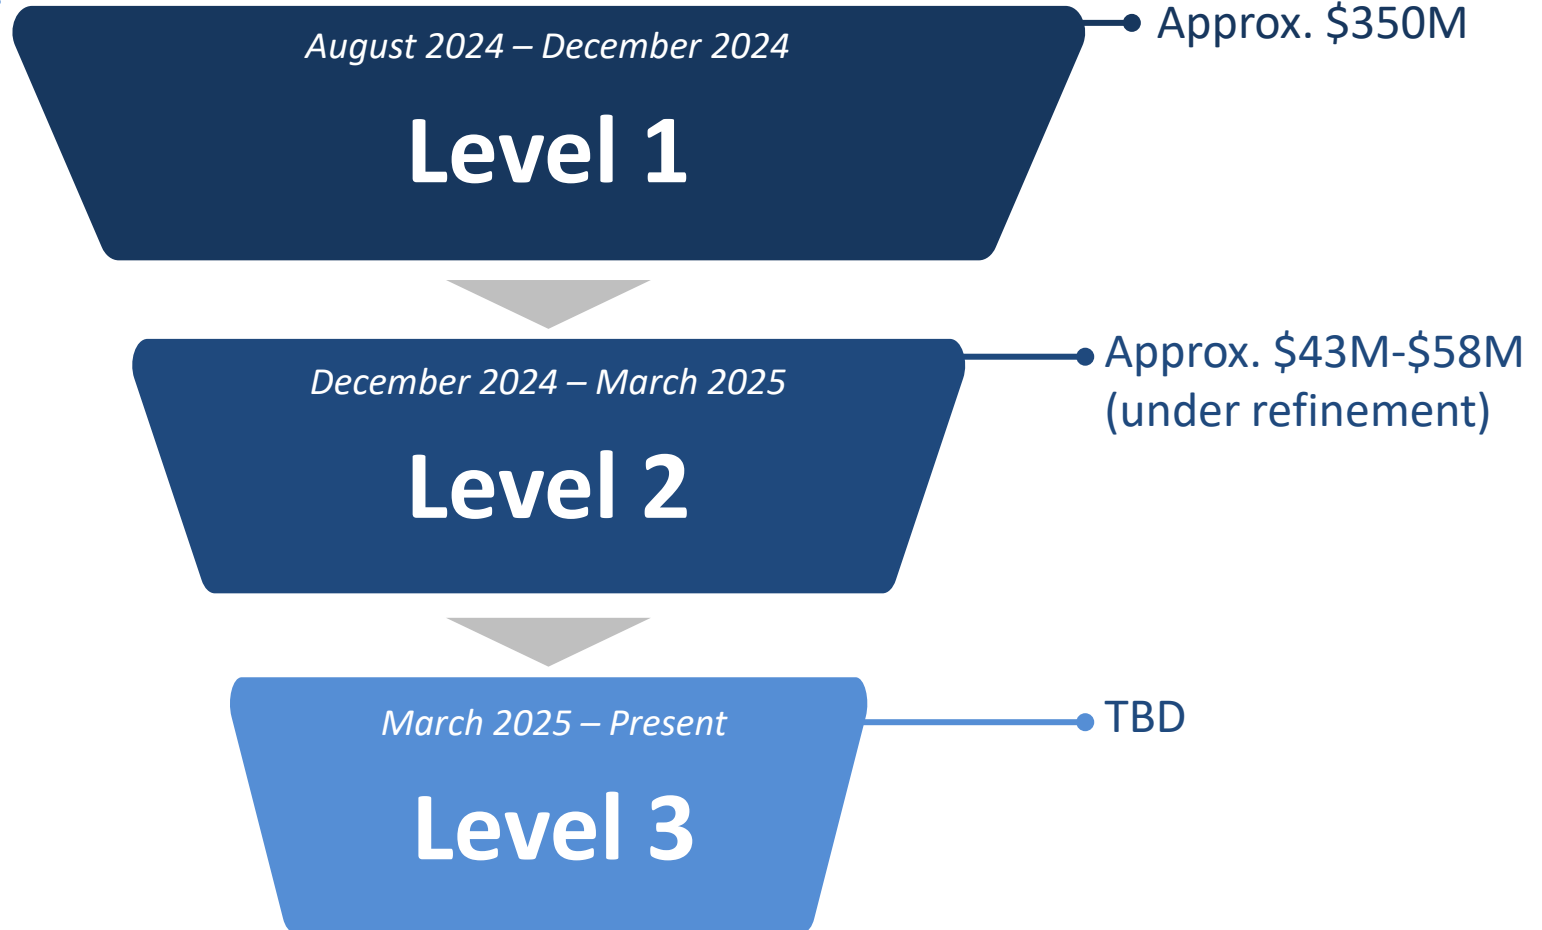 August 2024 – December 2024
Approx. $350M
Level 1
December 2024 – March 2025
Approx. $43M-$58M
(under refinement)
Level 2
March 2025 – Present
TBD
Level 3